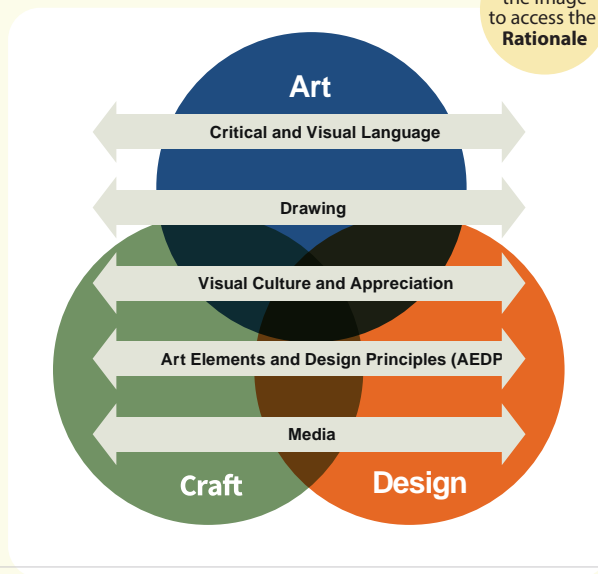 the image
to access the
Rationale
Art
Critical and Visual Language
Drawing
Visual Culture and Appreciation
Art Elements and Design Principles (AEDP
Media
Craft
Design